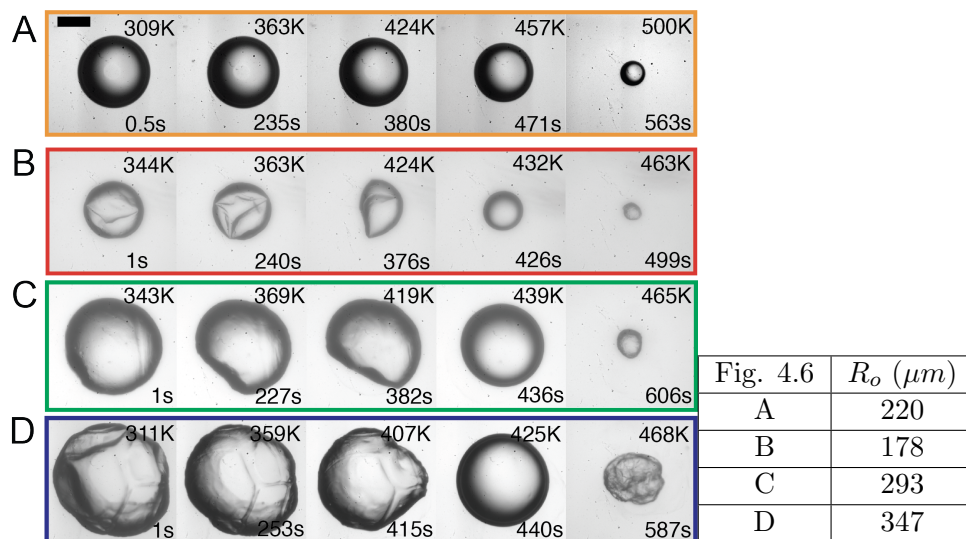 A
309K 363K 424K 457K 500K
0.5s 235s 380s 471s 563s
B
344K 363K 424K 432K 463K
1s 240s 376s 426s 499s
C
343K 369K 419K 439K 465K
1s 227s 382s 436s 606s
D
311K 359K 407K 425K 468K
1s 253s 415s 440s 587s
Fig. 4.6 Rₒ (μm)
A 220
B 178
C 293
D 347